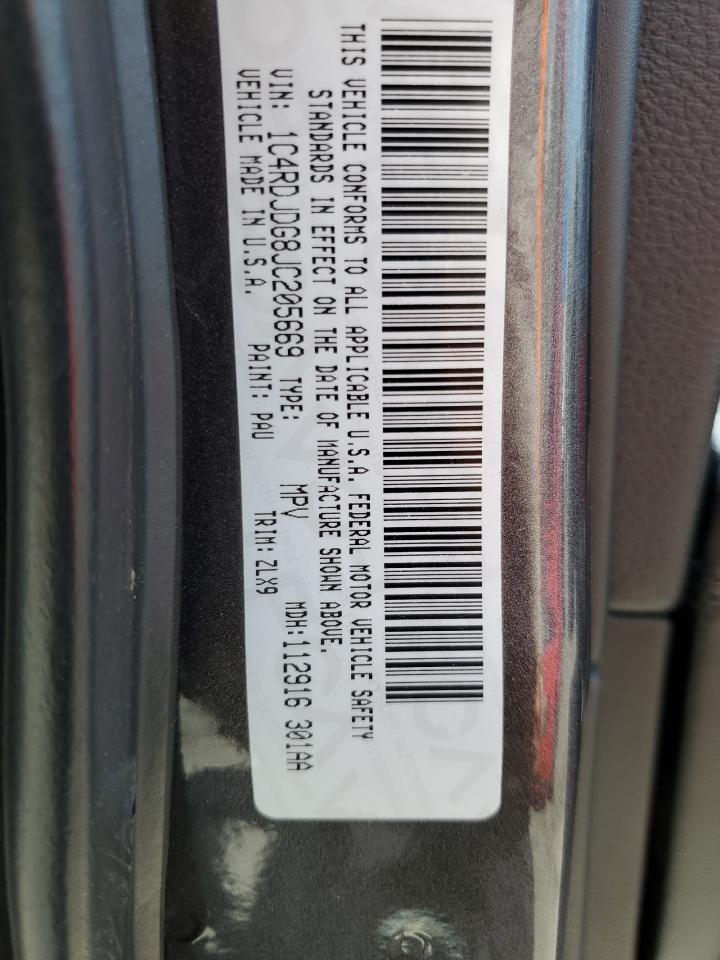 THIS VEHICLE CONFORMS TO ALL APPLICABLE U.S.A. FEDERAL MOTOR VEHICLE SAFETY
STANDARDS IN EFFECT ON THE DATE OF MANUFACTURE SHOWN ABOVE.
VIN: 1C4RDJDG8JC205669 TYPE: MPV MDH:112916 301AA
VEHICLE MADE IN U.S.A. PAINT: PAU TRIM: ZLX9